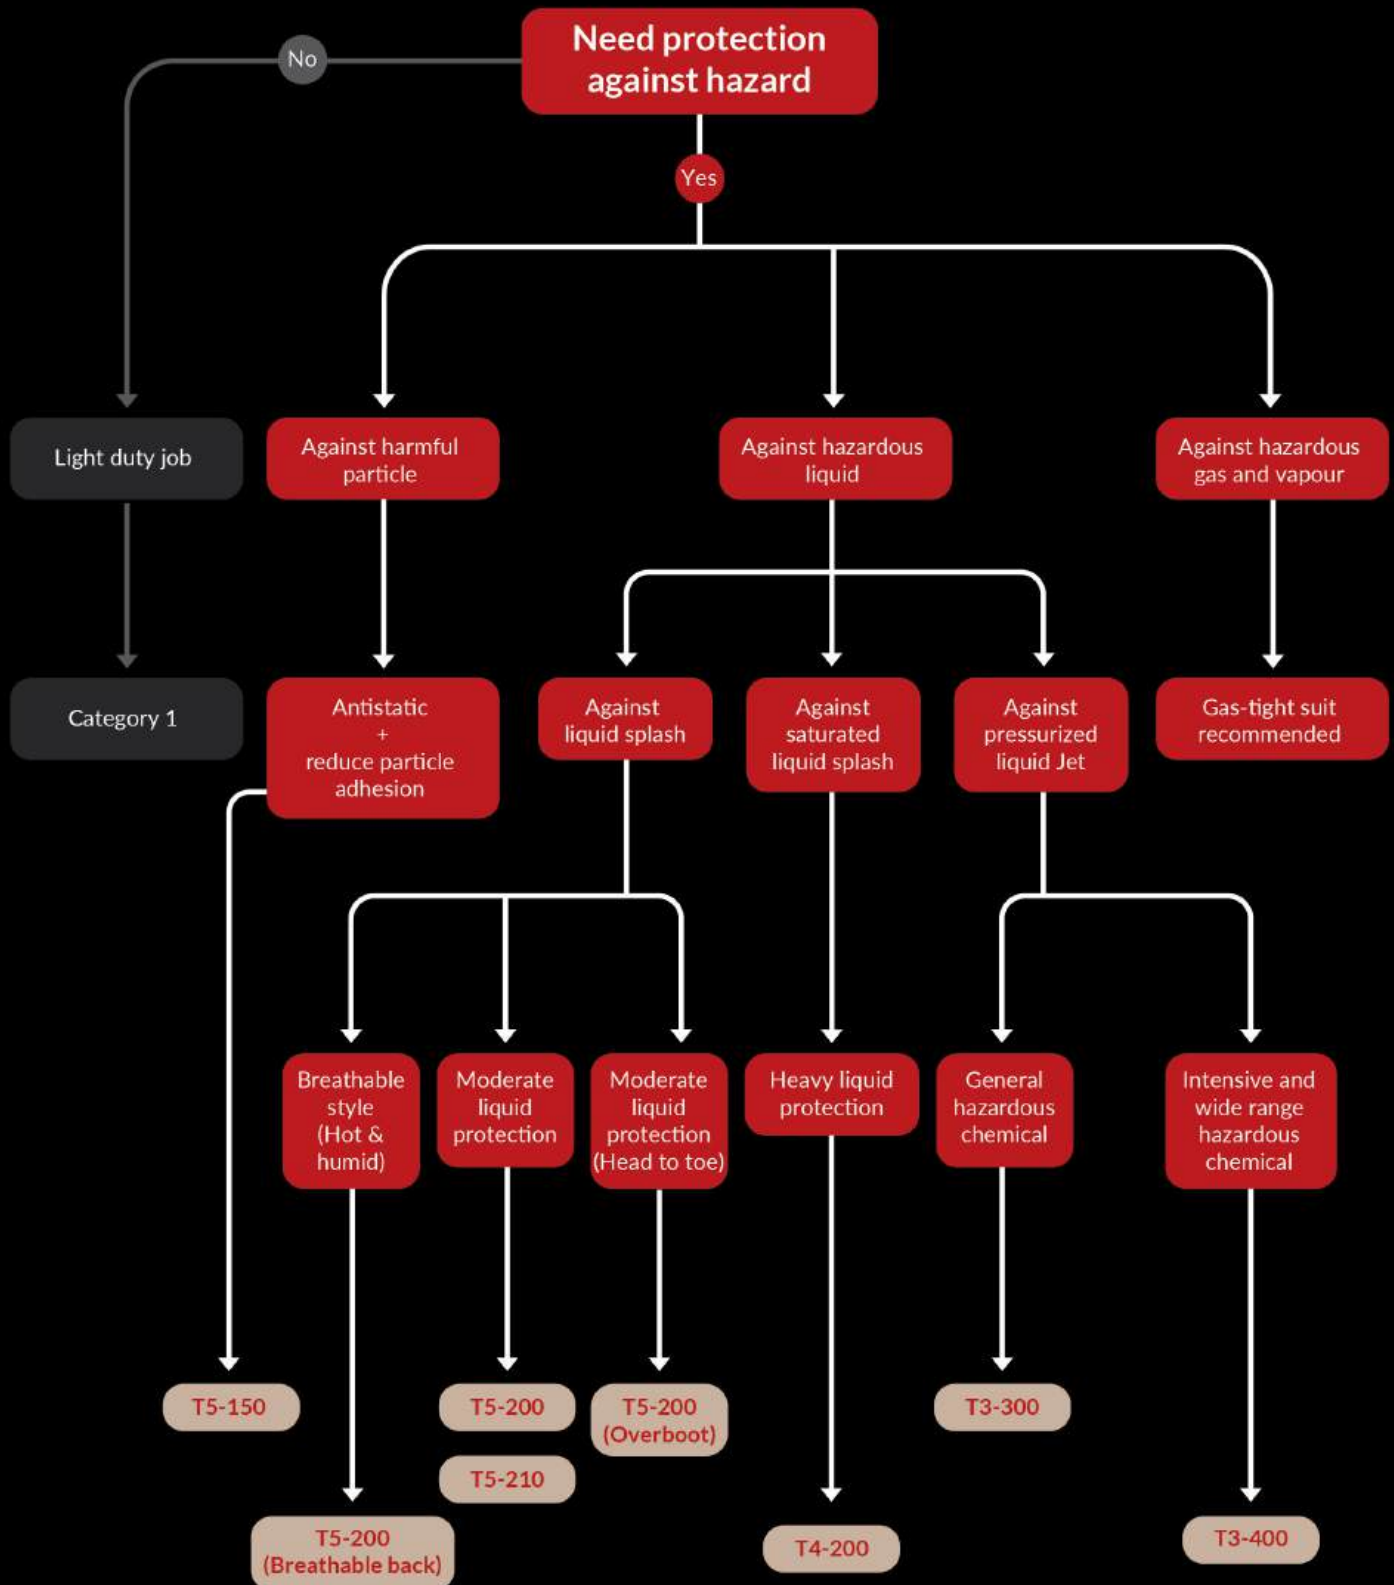 Need protection
against hazard
No
Yes
Light duty job
Against harmful
particle
Against hazardous
liquid
Against hazardous
gas and vapour
Category 1
Antistatic
+
reduce particle
adhesion
Against
liquid splash
Against
saturated
liquid splash
Against
pressurized
liquid Jet
Gas-tight suit
recommended
Breathable
style
(Hot &
humid)
Moderate
liquid
protection
Moderate
liquid
protection
(Head to toe)
Heavy liquid
protection
General
hazardous
chemical
Intensive and
wide range
hazardous
chemical
T5-150
T5-200
T5-210
T5-200
(Overboot)
T3-300
T5-200
(Breathable back)
T4-200
T3-400